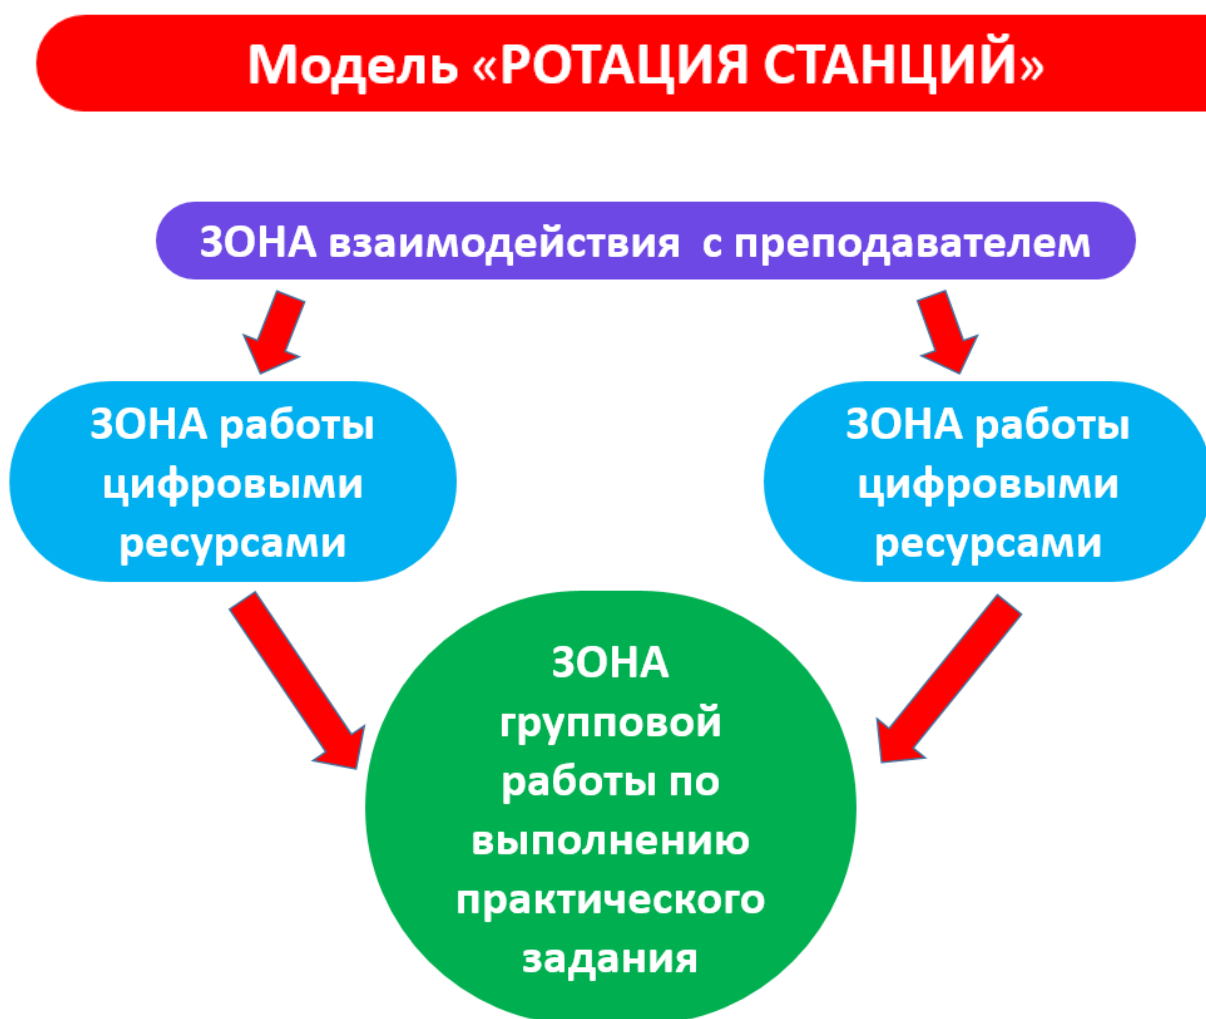 Модель «РОТАЦИЯ СТАНЦИЙ»
ЗОНА взаимодействия с преподавателем
ЗОНА работы
цифровыми
ресурсами
ЗОНА работы
цифровыми
ресурсами
ЗОНА
групповой
работы по
выполнению
практического
задания